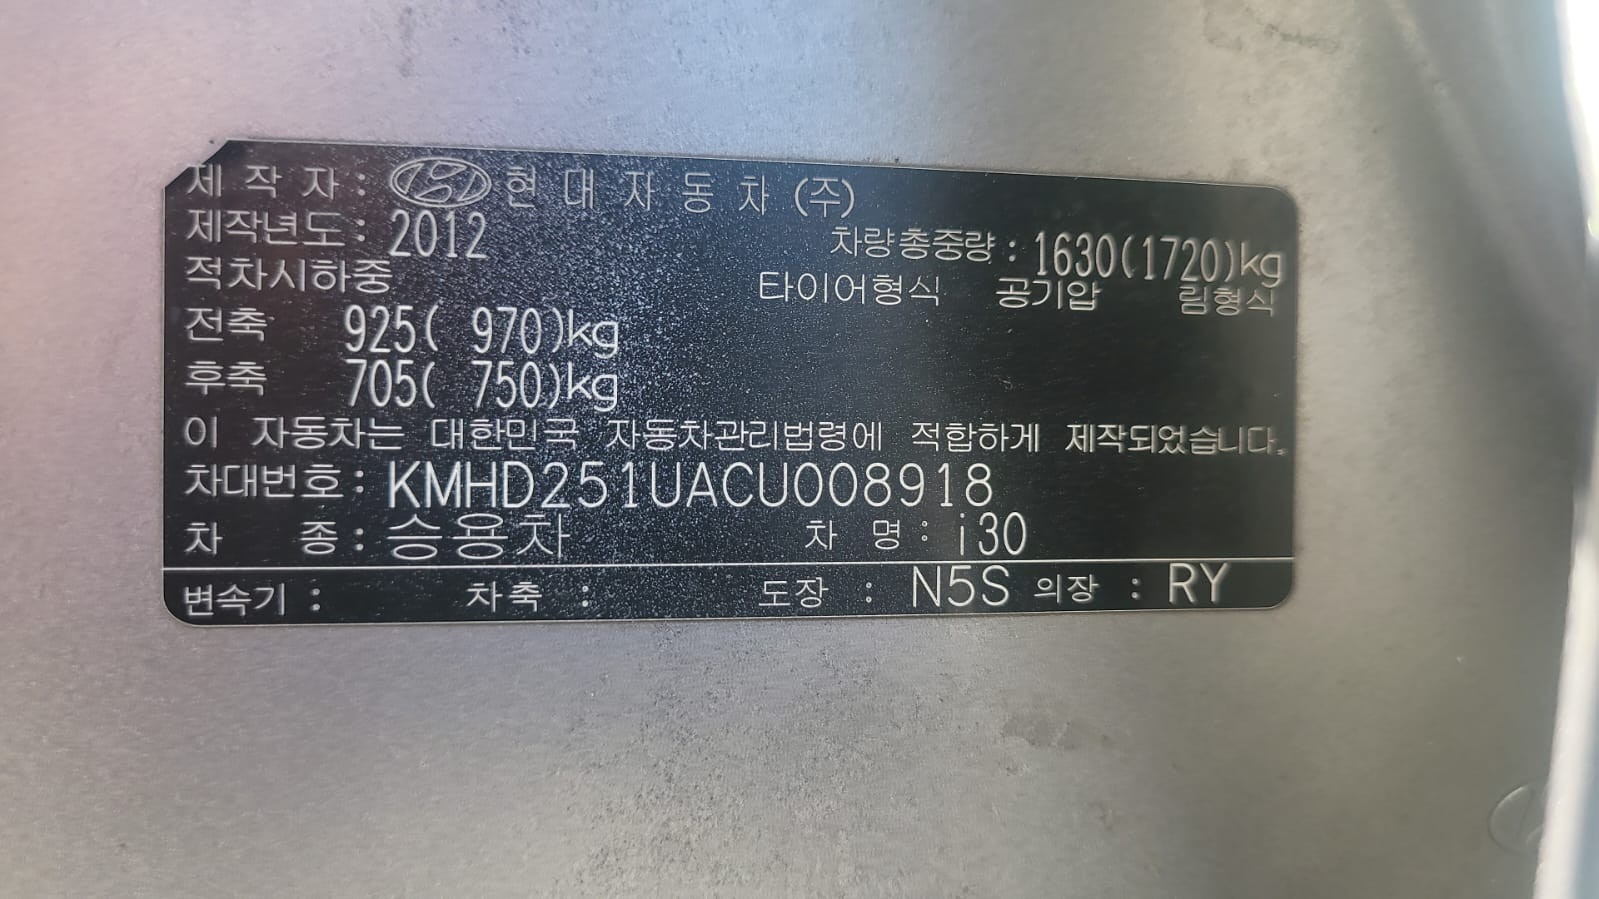 제 작 자 : 현 대 자 동 차 (주)
제작년도 : 2012
차량총중량 : 1630(1720)kg
적차시하중
타이어형식 공기압 림형식
전축 925( 970)kg
후축 705( 750)kg
이 자동차는 대한민국 자동차관리법령에 적합하게 제작되었습니다.
차대번호 : KMHD251UACU008918
차 종 : 승용차 차 명 : i30
변속기 : 차축 : 도장 : N5S 의장 : RY